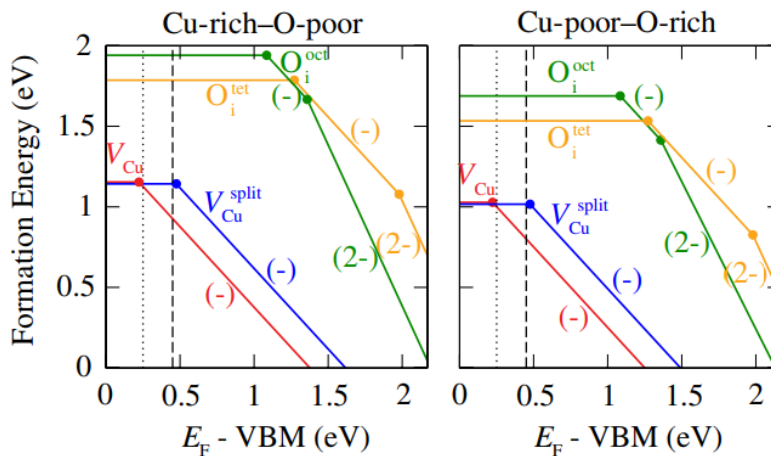 Cu-rich–O-poor
Cu-poor–O-rich
Formation Energy (eV)
2
1.5
1
0.5
0
O_i^oct
(-)
O_i^tet
(-)
V_Cu
V_Cu^split
(-)
(-)
(2-)
(2-)
0
0.5
1
1.5
2
E_F - VBM (eV)
O_i^oct
(-)
O_i^tet
(-)
V_Cu
V_Cu^split
(-)
(-)
(2-)
(2-)
0
0.5
1
1.5
2
E_F - VBM (eV)